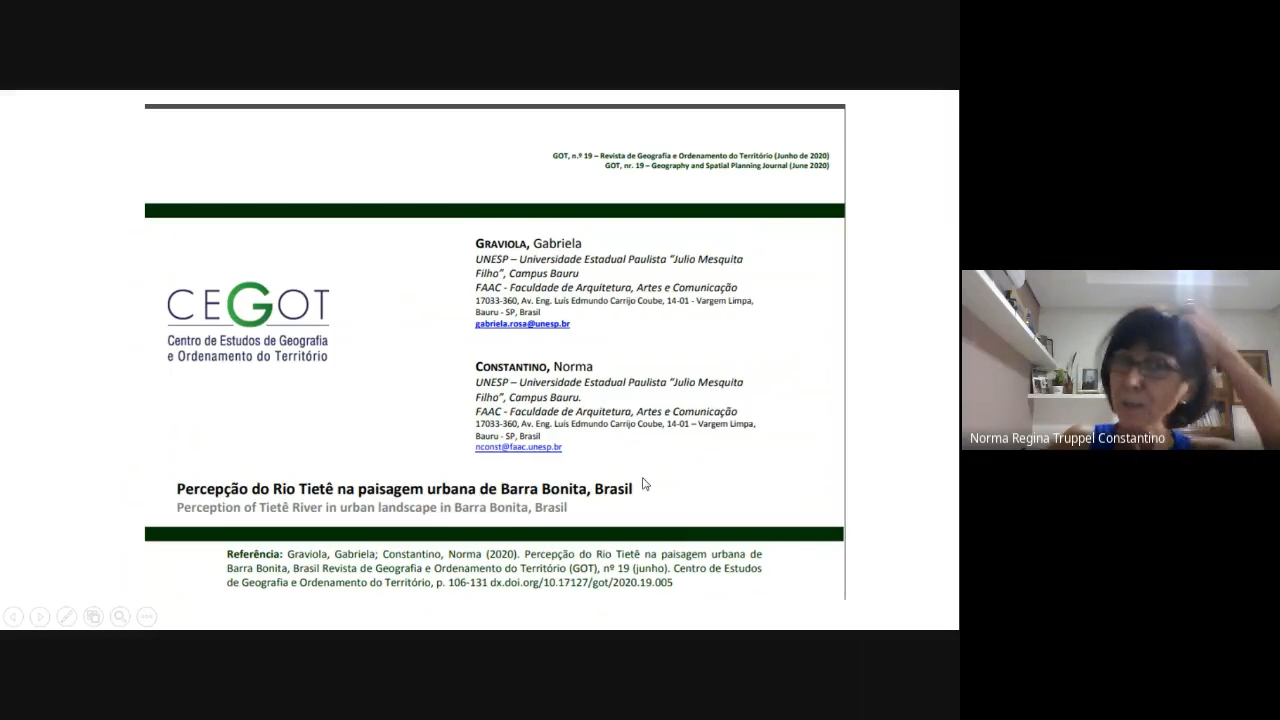 GOT, n.º 19 – Revista de Geografia e Ordenamento do Território (Junho de 2020)
GOT, nr. 19 – Geography and Spatial Planning Journal (June 2020)
GRAVIOLA, Gabriela
UNESP – Universidade Estadual Paulista “Julio Mesquita
Filho”, Campus Bauru
FAAC - Faculdade de Arquitetura, Artes e Comunicação
17033-360, Av. Eng. Luís Edmundo Carrijo Coube, 14-01 - Vargem Limpa,
Bauru - SP, Brasil
gabriela.rosa@unesp.br
CEGOT
Centro de Estudos de Geografia
e Ordenamento do Território
CONSTANTINO, Norma
UNESP – Universidade Estadual Paulista “Julio Mesquita
Filho”, Campus Bauru.
FAAC - Faculdade de Arquitetura, Artes e Comunicação
17033-360, Av. Eng. Luís Edmundo Carrijo Coube, 14-01 – Vargem Limpa,
Bauru - SP, Brasil
nconst@faac.unesp.br
Percepção do Rio Tietê na paisagem urbana de Barra Bonita, Brasil
Perception of Tietê River in urban landscape in Barra Bonita, Brasil
Referência: Graviola, Gabriela; Constantino, Norma (2020). Percepção do Rio Tietê na paisagem urbana de
Barra Bonita, Brasil Revista de Geografia e Ordenamento do Território (GOT), nº 19 (junho). Centro de Estudos
de Geografia e Ordenamento do Território, p. 106-131 dx.doi.org/10.17127/got/2020.19.005
Norma Regina Truppel Constantino